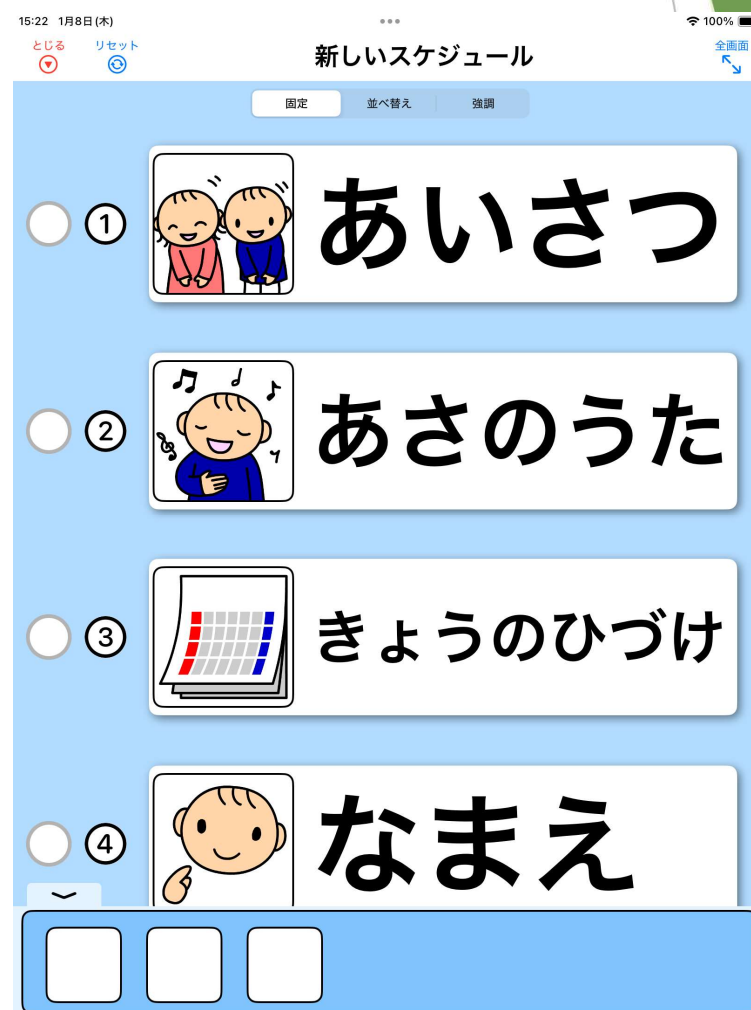 15:22 1月8日(木)
100%
とじる
リセット
新しいスケジュール
全画面
固定
並べ替え
強調
① あいさつ
② あさのうた
③ きょうのひづけ
④ なまえ